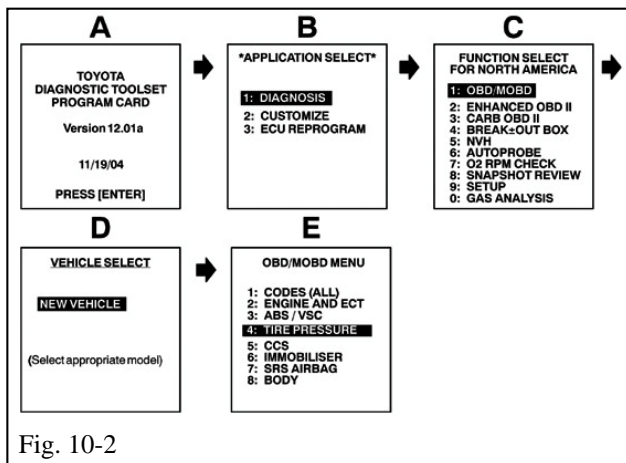 A
TOYOTA
DIAGNOSTIC TOOLSET
PROGRAM CARD
Version 12.01a
11/19/04
PRESS [ENTER]
B
*APPLICATION SELECT*
1: DIAGNOSIS
2: CUSTOMIZE
3: ECU REPROGRAM
C
FUNCTION SELECT
FOR NORTH AMERICA
1: OBD/MOBD
2: ENHANCED OBD II
3: CARB OBD II
4: BREAK±OUT BOX
5: NVH
6: AUTOPROBE
7: O2 RPM CHECK
8: SNAPSHOT REVIEW
9: SETUP
0: GAS ANALYSIS
D
VEHICLE SELECT
NEW VEHICLE
(Select appropriate model)
E
OBD/MOBD MENU
1: CODES (ALL)
2: ENGINE AND ECT
3: ABS / VSC
4: TIRE PRESSURE
5: CCS
6: IMMOBILISER
7: SRS AIRBAG
8: BODY
Fig. 10-2